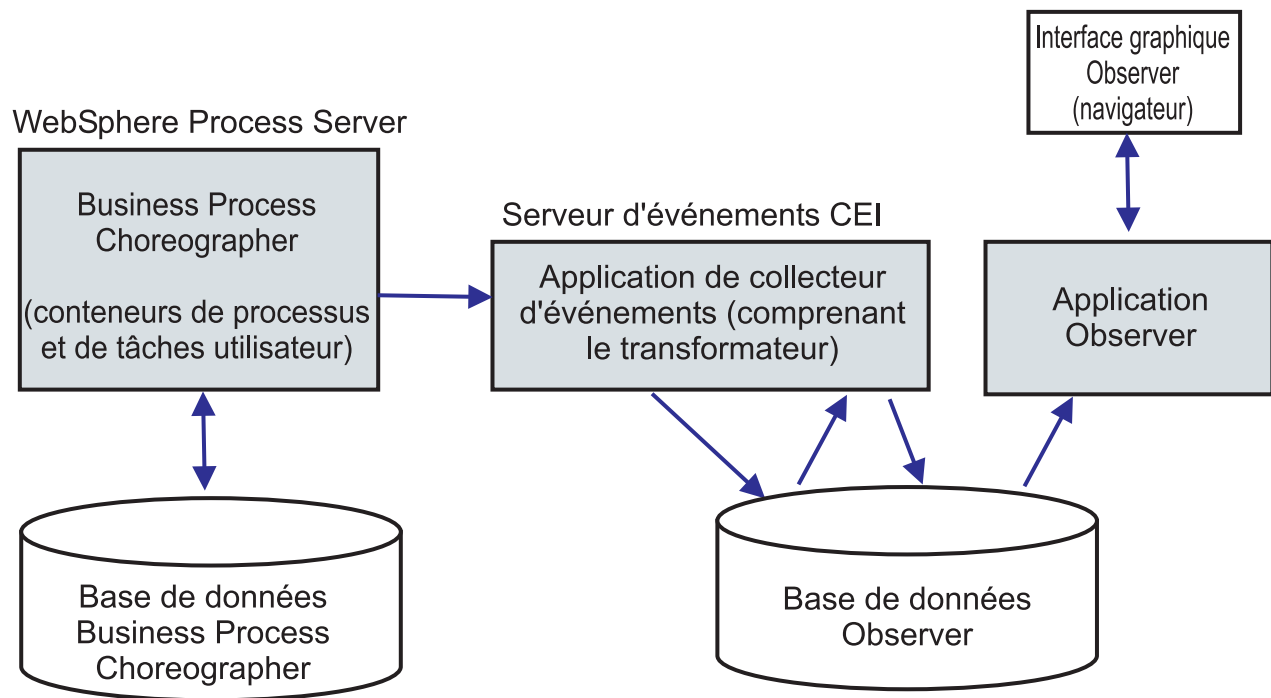 Interface graphique
Observer
(navigateur)
WebSphere Process Server
Business Process
Choreographer
(conteneurs de processus
et de tâches utilisateur)
Serveur d'événements CEI
Application de collecteur
d'événements (comprenant
le transformateur)
Application
Observer
Base de données
Business Process
Choreographer
Base de données
Observer